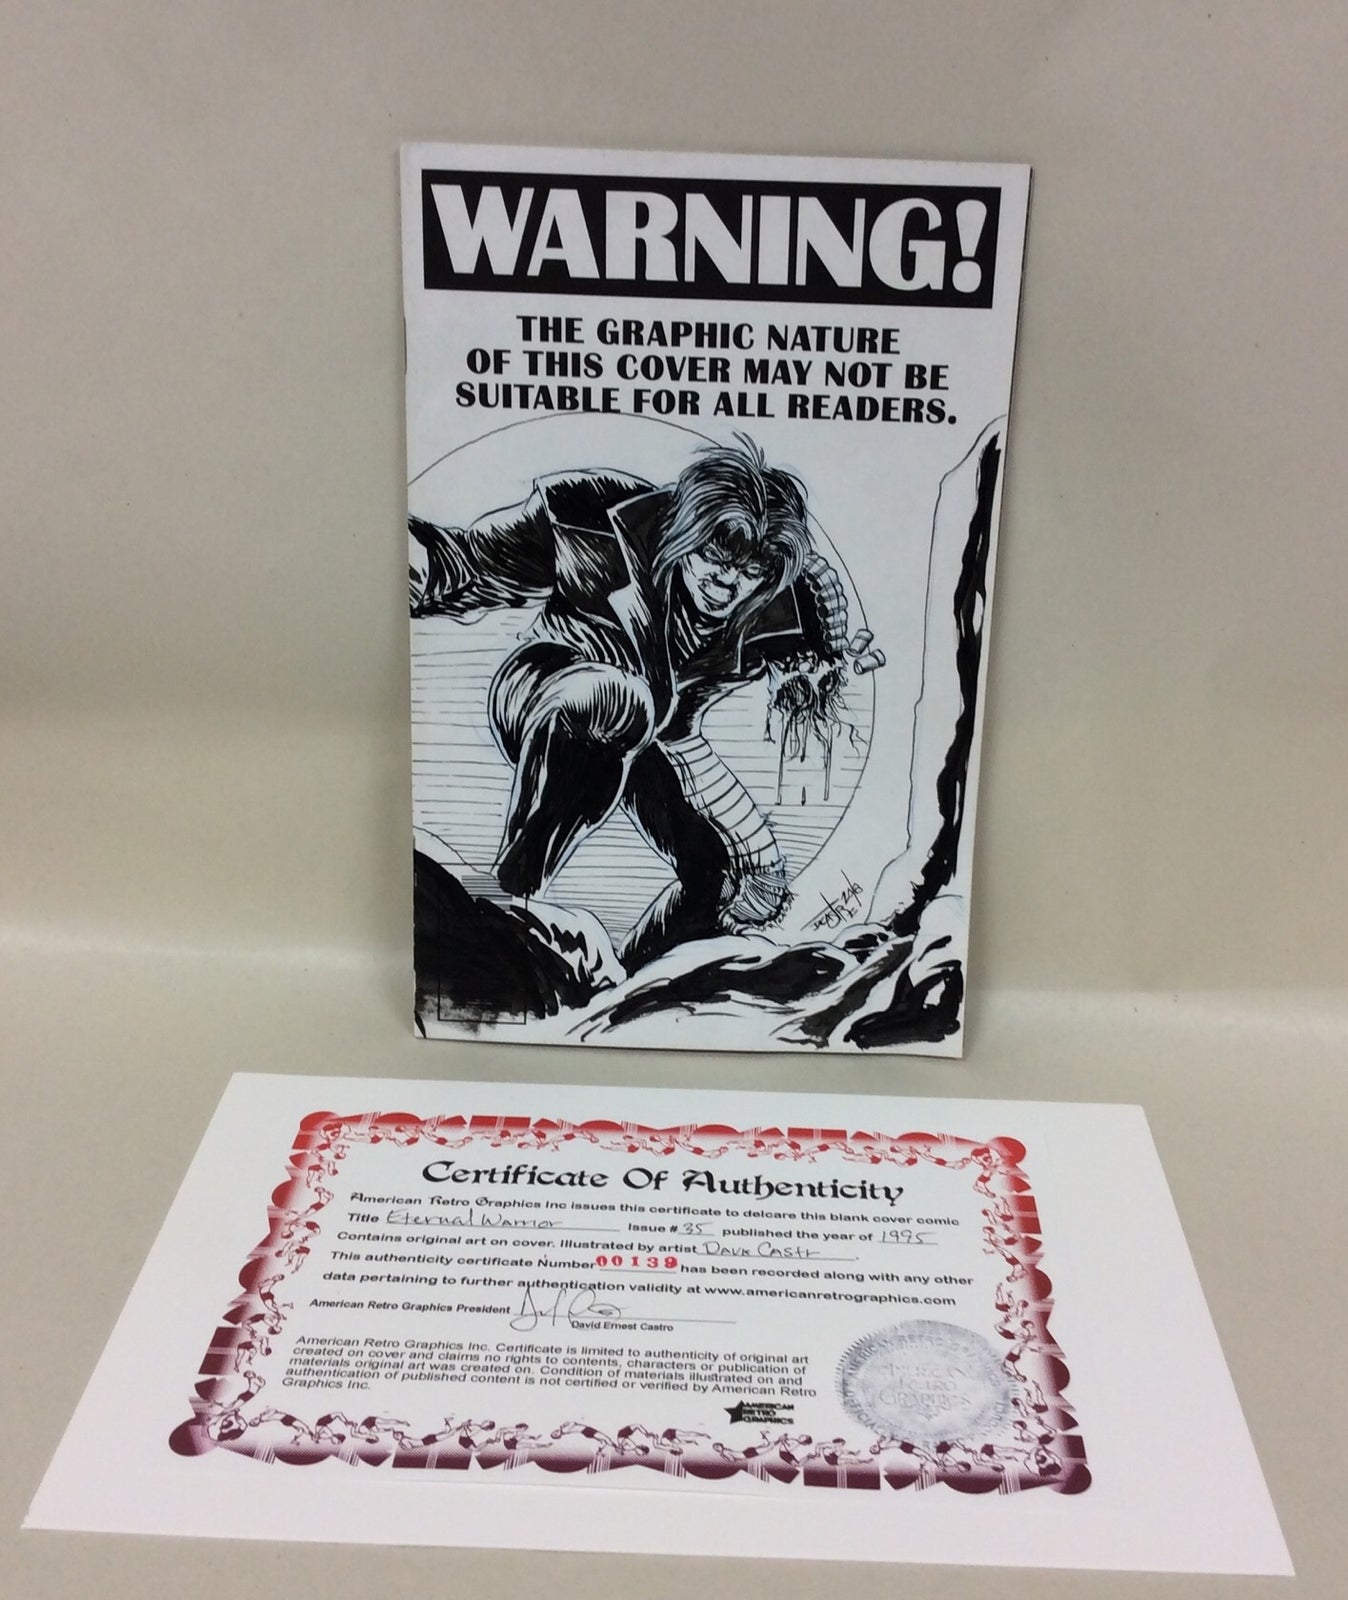 WARNING!
THE GRAPHIC NATURE
OF THIS COVER MAY NOT BE
SUITABLE FOR ALL READERS.
Certificate Of Authenticity
American Retro Graphics Inc issues this certificate to delcare this blank cover comic
Title Eternal Warrior Issue # 35 published the year of 1995
Contains original art on cover. Illustrated by artist Dave Castr.
This authenticity certificate Number 00139 has been recorded along with any other
data pertaining to further authentication validity at www.americanretrographics.com
American Retro Graphics President
David Ernest Castro
American Retro Graphics Inc. Certificate is limited to authenticity of original art
created on cover and claims no rights to contents, characters or publication of
materials original art was created on. Condition of materials illustrated on and
authentication of published content is not certified or verified by American Retro
Graphics Inc.
AMERICAN
RETRO
GRAPHICS